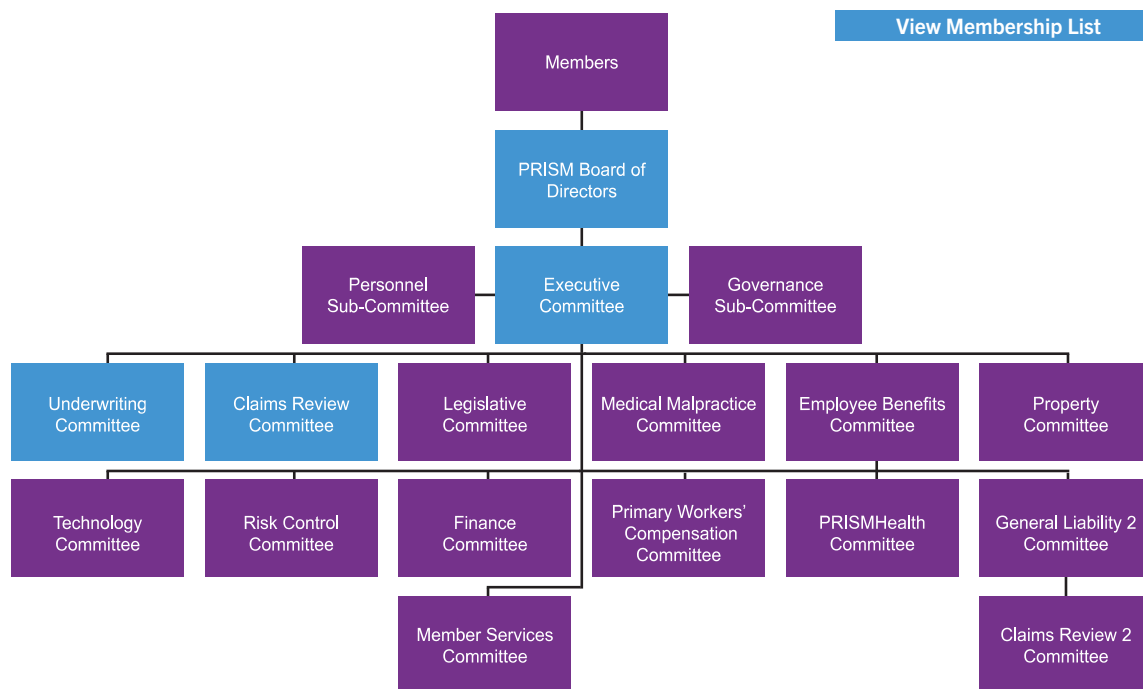 View Membership List
Members
PRISM Board of
Directors
Personnel
Sub-Committee
Executive
Committee
Governance
Sub-Committee
Underwriting
Committee
Claims Review
Committee
Legislative
Committee
Medical Malpractice
Committee
Employee Benefits
Committee
Property
Committee
Technology
Committee
Risk Control
Committee
Finance
Committee
Primary Workers’
Compensation
Committee
PRISMHealth
Committee
General Liability 2
Committee
Member Services
Committee
Claims Review 2
Committee